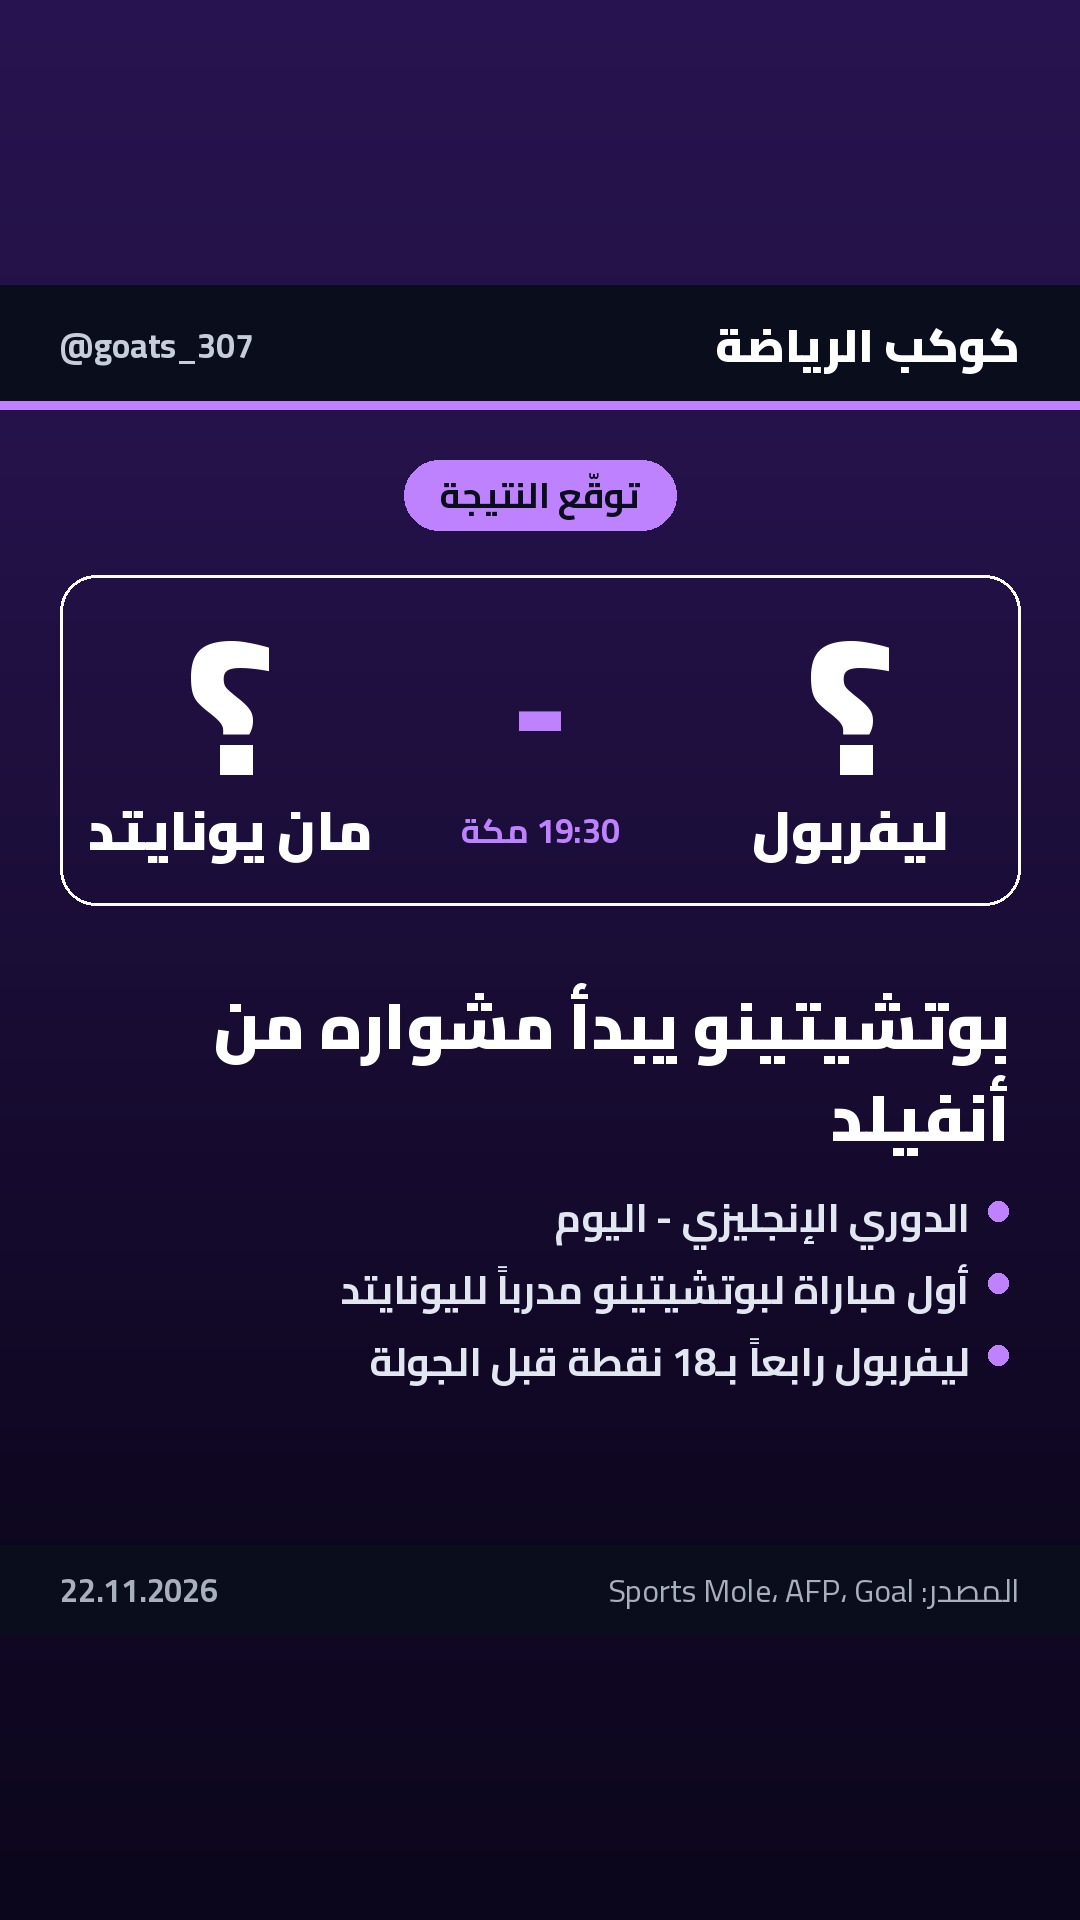 كوكب الرياضة
@goats_307
توقّع النتيجة
؟ - ؟
ليفربول 19:30 مكة مان يونايتد
بوتشيتينو يبدأ مشواره من
أنفيلد
الدوري الإنجليزي - اليوم
أول مباراة لبوتشيتينو مدرباً لليونايتد
ليفربول رابعاً بـ18 نقطة قبل الجولة
المصدر: Sports Mole، AFP، Goal
22.11.2026